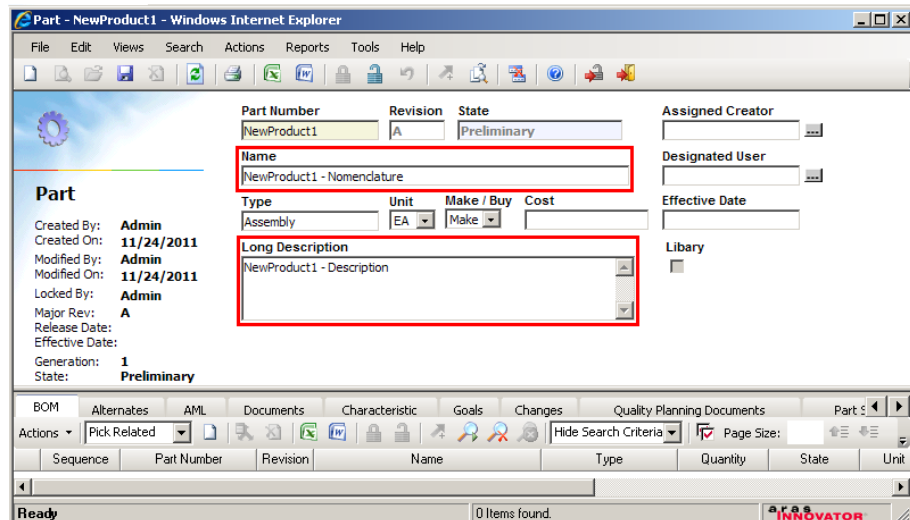 Part - NewProduct1 - Windows Internet Explorer
File Edit Views Search Actions Reports Tools Help
Part Number Revision State Assigned Creator
NewProduct1 A Preliminary ...
Name Designated User
NewProduct1 - Nomenclature ...
Part
Type Unit Make / Buy Cost Effective Date
Assembly EA Make
Created By: Admin
Created On: 11/24/2011
Modified By: Admin
Modified On: 11/24/2011
Locked By: Admin
Major Rev: A
Release Date:
Effective Date:
Generation: 1
State: Preliminary
Long Description Libary
NewProduct1 - Description
BOM Alternates AML Documents Characteristic Goals Changes Quality Planning Documents Part
Actions Pick Related Hide Search Criteria Page Size:
Sequence Part Number Revision Name Type Quantity State Unit
Ready 0 Items found. aras INNOVATOR